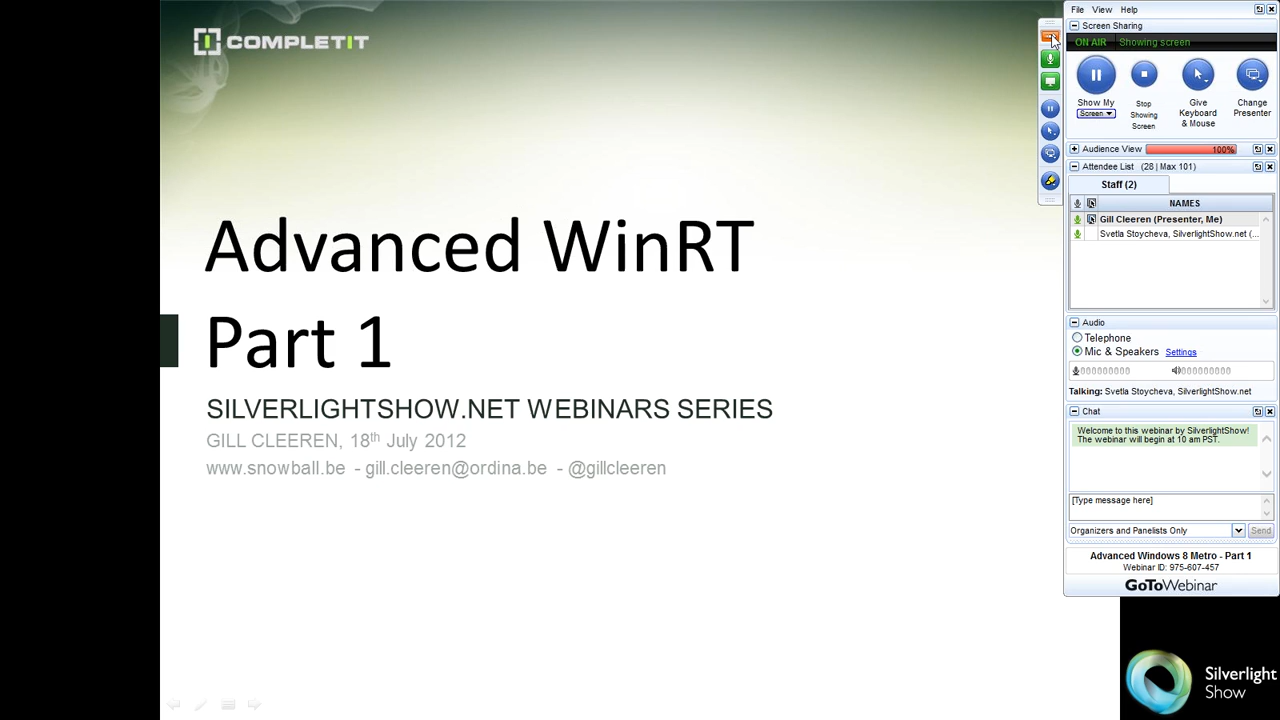 COMPLETIT
Advanced WinRT
Part 1
SILVERLIGHTSHOW.NET WEBINARS SERIES
GILL CLEEREN, 18th July 2012
www.snowball.be - gill.cleeren@ordina.be - @gillcleeren
File View Help
Screen Sharing
ON AIR Showing screen
Show My
Screen
Stop
Showing
Screen
Give
Keyboard
& Mouse
Change
Presenter
Audience View 100%
Attendee List (28 | Max 101)
Staff (2)
NAMES
Gill Cleeren (Presenter, Me)
Svetla Stoycheva, SilverlightShow.net (...
Audio
Telephone
Mic & Speakers Settings
Talking: Svetla Stoycheva, SilverlightShow.net
Chat
Welcome to this webinar by SilverlightShow!
The webinar will begin at 10 am PST.
[Type message here]
Organizers and Panelists Only Send
Advanced Windows 8 Metro - Part 1
Webinar ID: 975-607-457
GoToWebinar
Silverlight
Show